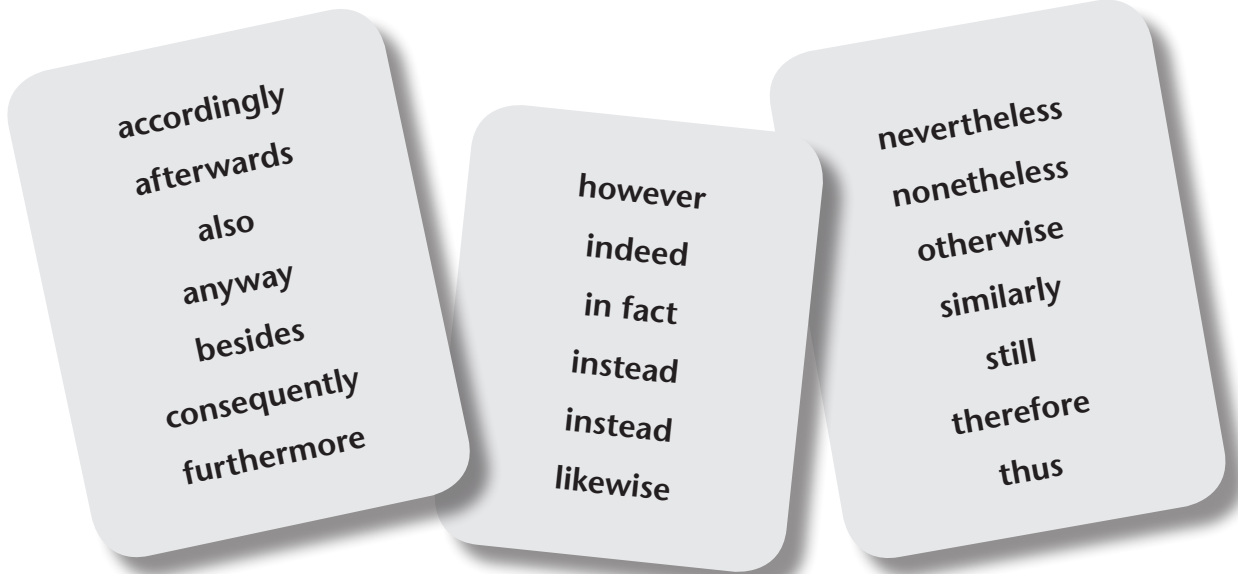 accordingly
afterwards
also
anyway
besides
consequently
furthermore
however
indeed
in fact
instead
instead
likewise
nevertheless
nonetheless
otherwise
similarly
still
therefore
thus